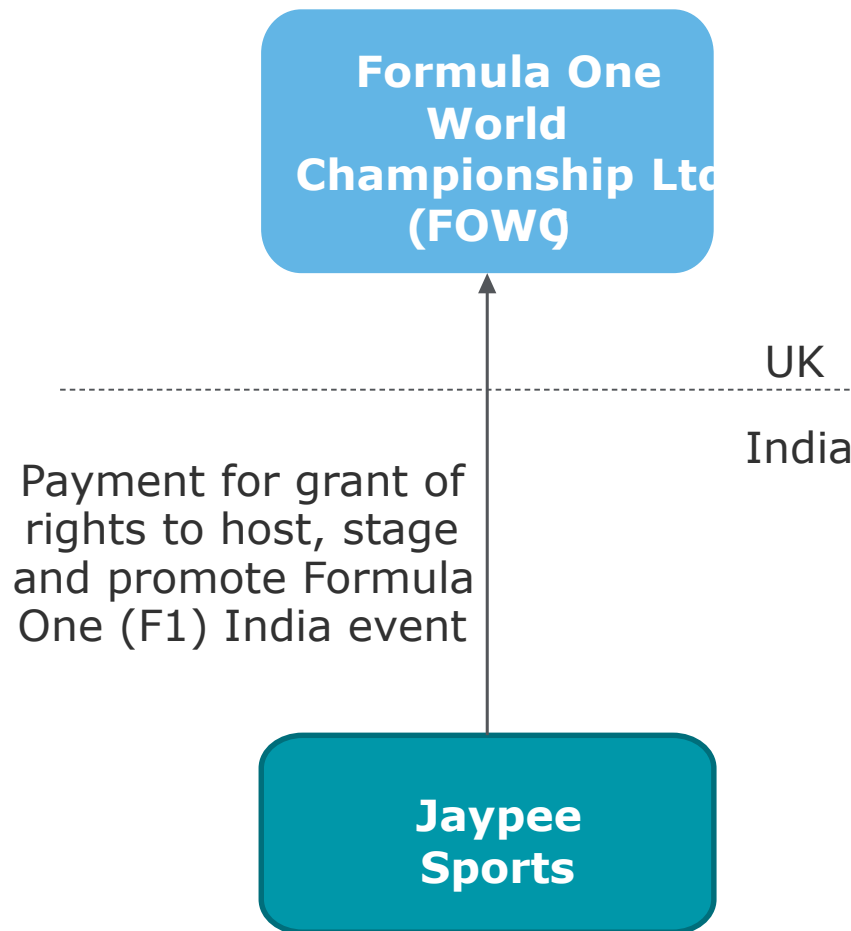 Formula One
World
Championship Ltd
(FOWC)
UK
India
Payment for grant of
rights to host, stage
and promote Formula
One (F1) India event
Jaypee
Sports